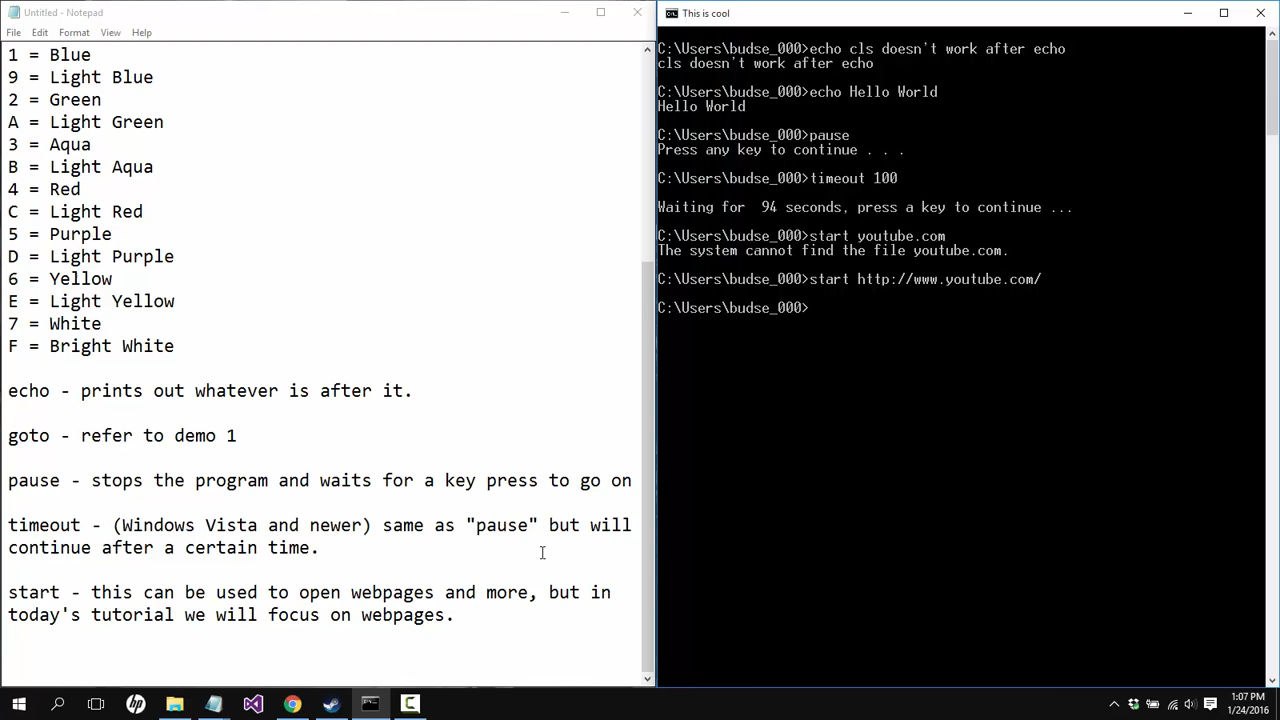 Untitled - Notepad
File Edit Format View Help
1 = Blue
9 = Light Blue
2 = Green
A = Light Green
3 = Aqua
B = Light Aqua
4 = Red
C = Light Red
5 = Purple
D = Light Purple
6 = Yellow
E = Light Yellow
7 = White
F = Bright White
echo - prints out whatever is after it.
goto - refer to demo 1
pause - stops the program and waits for a key press to go on
timeout - (Windows Vista and newer) same as "pause" but will
continue after a certain time.
start - this can be used to open webpages and more, but in
today's tutorial we will focus on webpages.
This is cool
C:\Users\budse_000>echo cls doesn't work after echo
cls doesn't work after echo
C:\Users\budse_000>echo Hello World
Hello World
C:\Users\budse_000>pause
Press any key to continue . . .
C:\Users\budse_000>timeout 100
Waiting for  94 seconds, press a key to continue ...
C:\Users\budse_000>start youtube.com
The system cannot find the file youtube.com.
C:\Users\budse_000>start http://www.youtube.com/
C:\Users\budse_000>
1:07 PM
1/24/2016